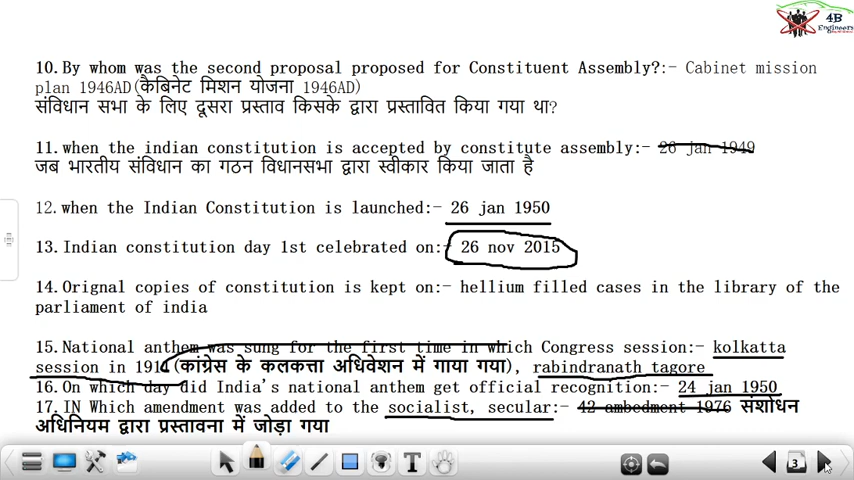 4B
Engineers
10.By whom was the second proposal proposed for Constituent Assembly?:- Cabinet mission
plan 1946AD(कैबिनेट मिशन योजना 1946AD)
संविधान सभा के लिए दूसरा प्रस्ताव किसके द्वारा प्रस्तावित किया गया था?
11.when the indian constitution is accepted by constitute assembly:- 26 jan 1949
जब भारतीय संविधान का गठन विधानसभा द्वारा स्वीकार किया जाता है
12.when the Indian Constitution is launched:- 26 jan 1950
13.Indian constitution day 1st celebrated on:- 26 nov 2015
14.Orignal copies of constitution is kept on:- hellium filled cases in the library of the
parliament of india
15.National anthem was sung for the first time in which Congress session:- kolkatta
session in 191 (कांग्रेस के कलकत्ता अधिवेशन में गाया गया), rabindranath tagore
16.On which day did India's national anthem get official recognition:- 24 jan 1950
17.IN Which amendment was added to the socialist, secular:- 42 ambedment 1976 संशोधन
अधिनियम द्वारा प्रस्तावना में जोड़ा गया
3